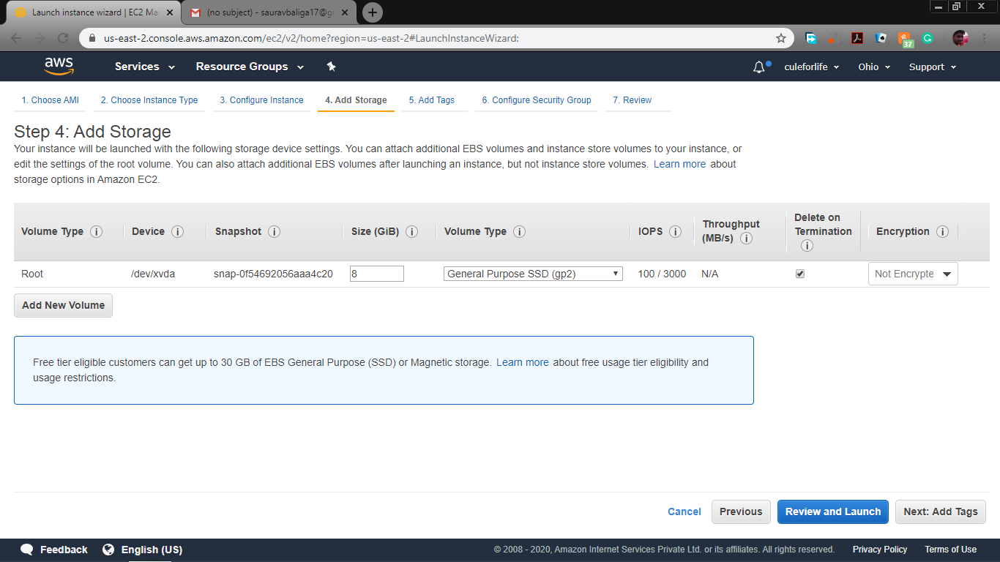 Launch instance wizard | EC2 Ma
(no subject) - sauravbaliga17@g
us-east-2.console.aws.amazon.com/ec2/v2/home?region=us-east-2#LaunchInstanceWizard:
37
aws
Services
Resource Groups
culeforlife
Ohio
Support
1. Choose AMI
2. Choose Instance Type
3. Configure Instance
4. Add Storage
5. Add Tags
6. Configure Security Group
7. Review
Step 4: Add Storage
Your instance will be launched with the following storage device settings. You can attach additional EBS volumes and instance store volumes to your instance, or
edit the settings of the root volume. You can also attach additional EBS volumes after launching an instance, but not instance store volumes. Learn more about
storage options in Amazon EC2.
Volume Type
Device
Snapshot
Size (GiB)
Volume Type
IOPS
Throughput
(MB/s)
Delete on
Termination
Encryption
Root
/dev/xvda
snap-0f54692056aaa4c20
8
General Purpose SSD (gp2)
100 / 3000
N/A
Not Encrypte
Add New Volume
Free tier eligible customers can get up to 30 GB of EBS General Purpose (SSD) or Magnetic storage. Learn more about free usage tier eligibility and
usage restrictions.
Cancel
Previous
Review and Launch
Next: Add Tags
Feedback
English (US)
© 2008 - 2020, Amazon Internet Services Private Ltd. or its affiliates. All rights reserved.
Privacy Policy
Terms of Use